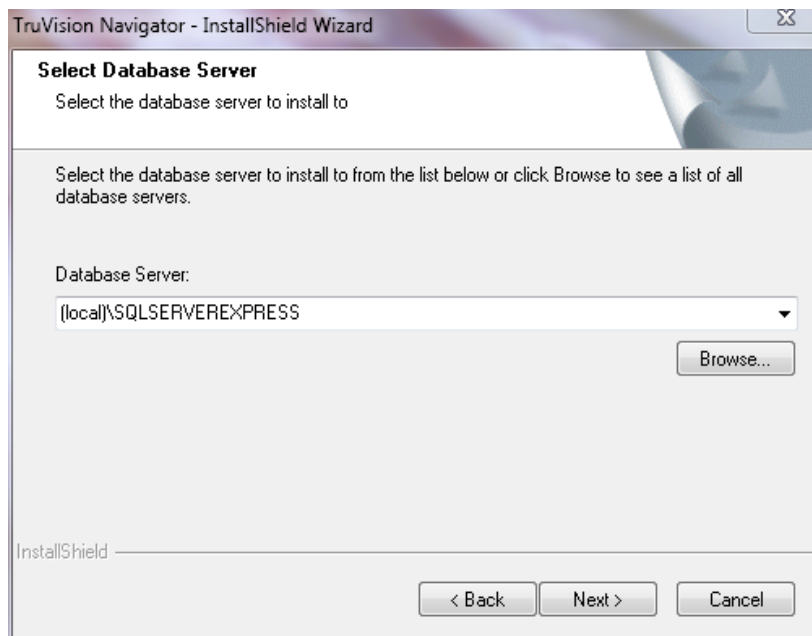 TruVision Navigator - InstallShield Wizard
Select Database Server
Select the database server to install to
Select the database server to install to from the list below or click Browse to see a list of all
database servers.
Database Server:
(local)\SQLSERVEREXPRESS
Browse...
InstallShield
< Back Next > Cancel